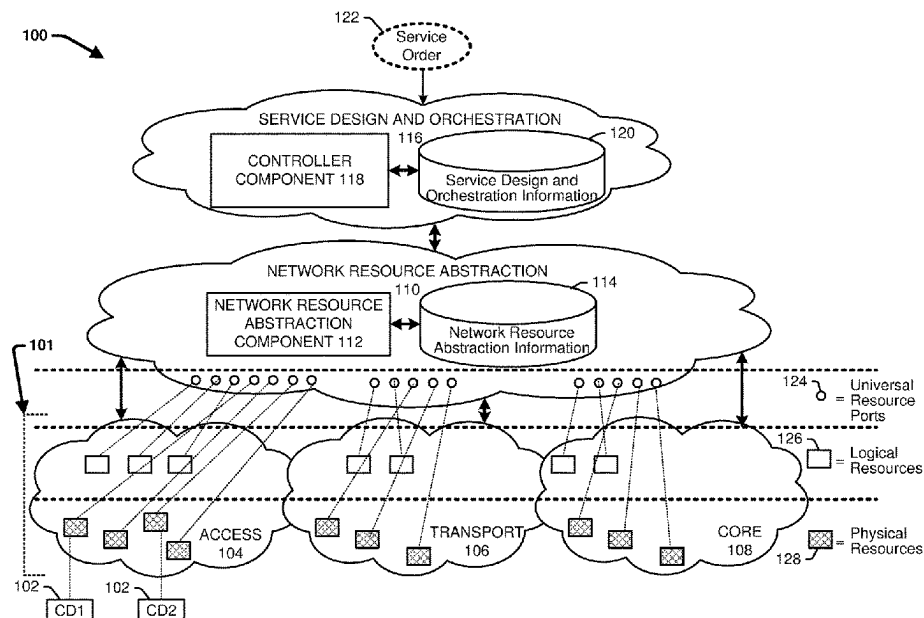 122
Service
Order
100
SERVICE DESIGN AND ORCHESTRATION
116
120
CONTROLLER
COMPONENT 118
Service Design and
Orchestration Information
NETWORK RESOURCE ABSTRACTION
110
114
NETWORK RESOURCE
ABSTRACTION
COMPONENT 112
Network Resource
Abstraction Information
101
124
= Universal
Resource
Ports
126
= Logical
Resources
ACCESS
104
TRANSPORT
106
CORE
108
= Physical
Resources
128
102
102
CD1
CD2